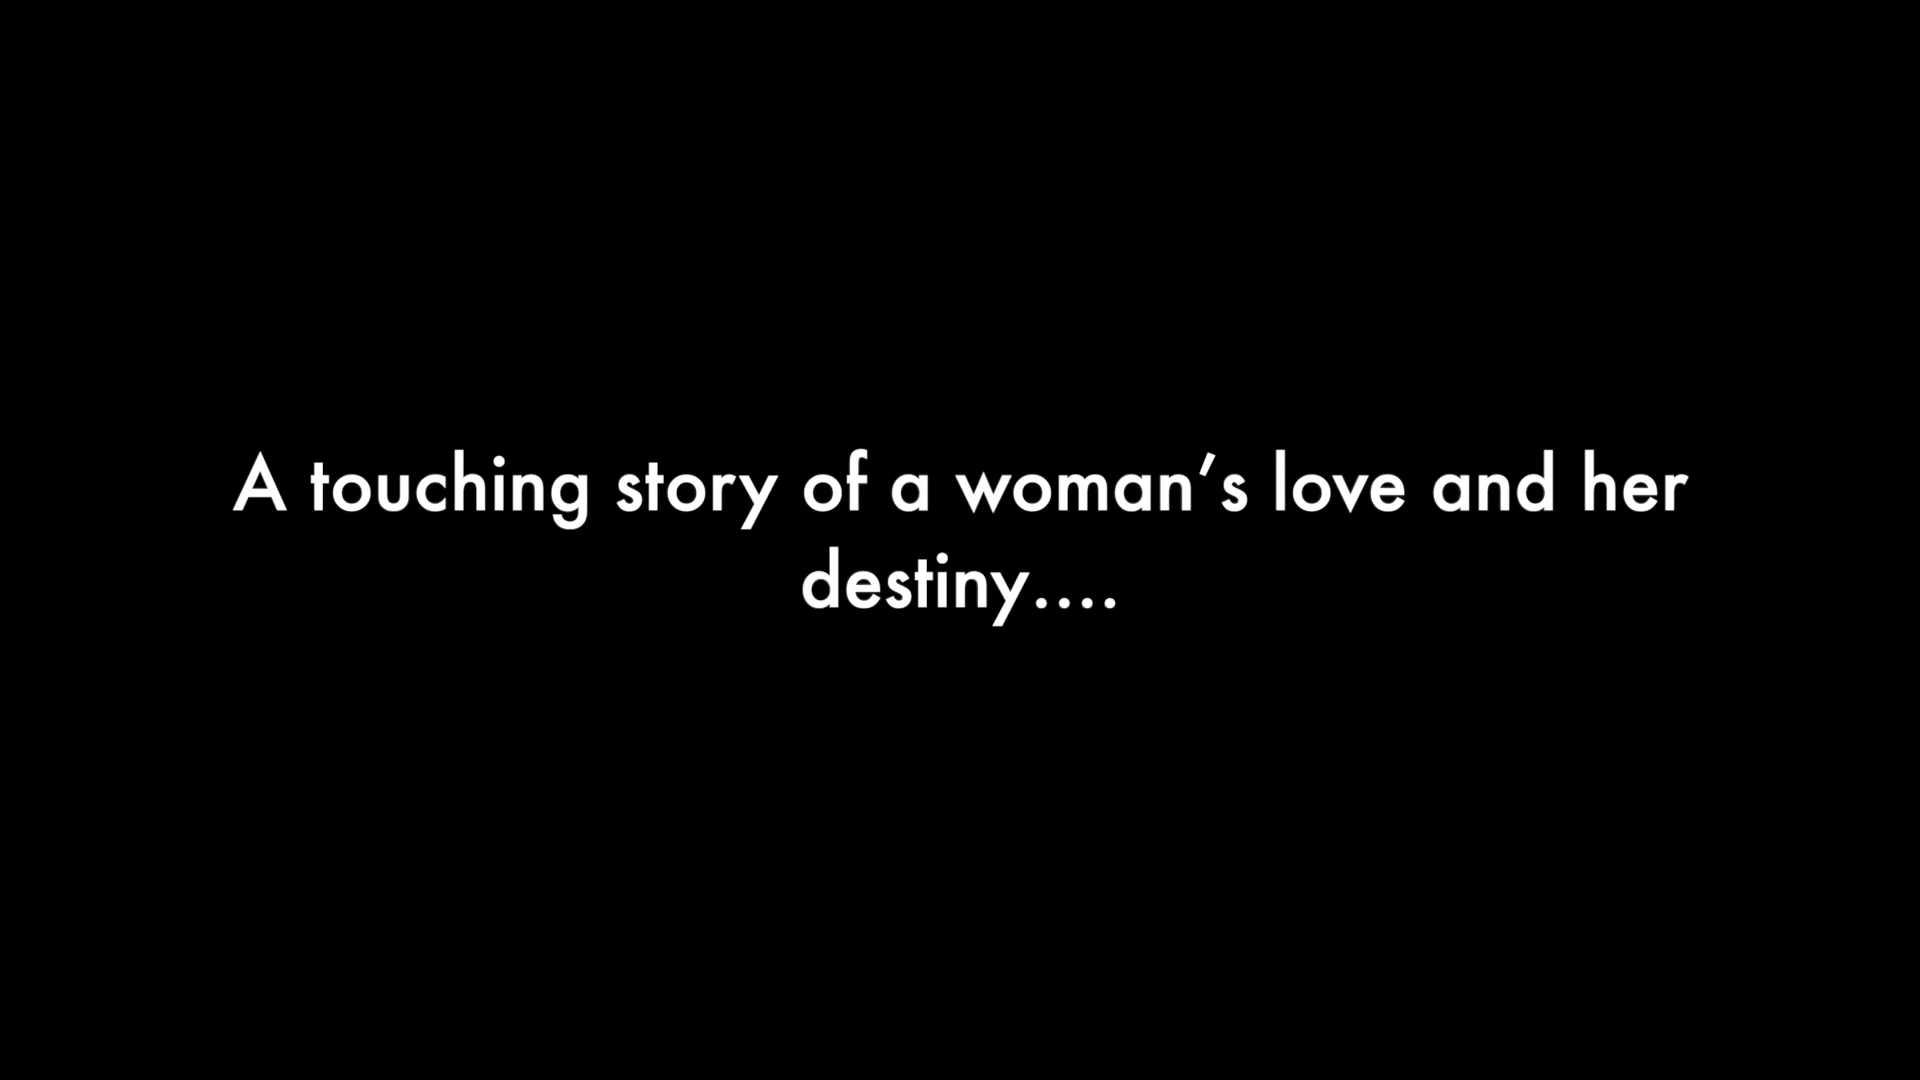 A touching story of a woman’s love and her
destiny....